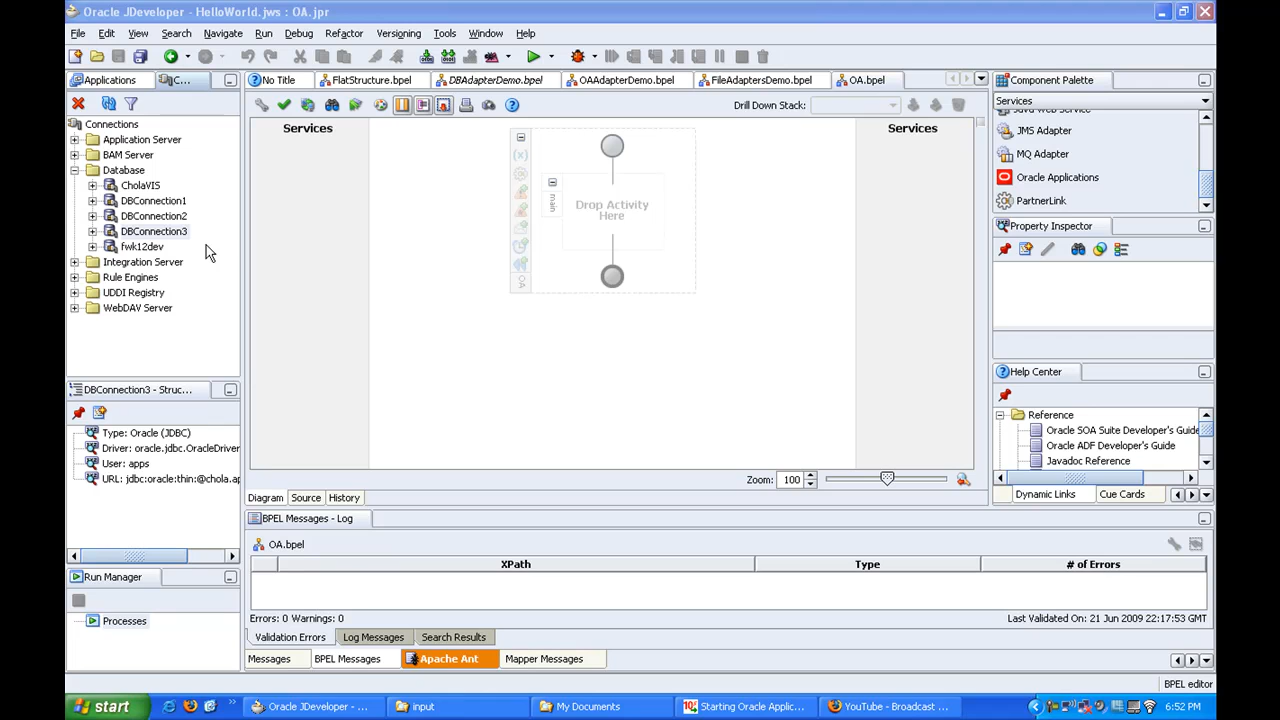 Oracle JDeveloper - HelloWorld.jws : OA.jpr
File Edit View Search Navigate Run Debug Refactor Versioning Tools Window Help
Applications C...
No Title FlatStructure.bpel DBAdapterDemo.bpel OAAdapterDemo.bpel FileAdaptersDemo.bpel OA.bpel
Component Palette
Drill Down Stack:
Services
Connections
Application Server
BAM Server
Database
CholaVIS
DBConnection1
DBConnection2
DBConnection3
fwk12dev
Integration Server
Rule Engines
UDDI Registry
WebDAV Server
Services
Services
main
Drop Activity
Here
OA
JMS Adapter
MQ Adapter
Oracle Applications
PartnerLink
Property Inspector
Help Center
Reference
Oracle SOA Suite Developer's Guide
Oracle ADF Developer's Guide
Javadoc Reference
Dynamic Links Cue Cards
DBConnection3 - Struc...
Type: Oracle (JDBC)
Driver: oracle.jdbc.OracleDriver
User: apps
URL: jdbc:oracle:thin:@chola.ap
Zoom: 100
Diagram Source History
BPEL Messages - Log
OA.bpel
XPath Type # of Errors
Errors: 0 Warnings: 0
Last Validated On: 21 Jun 2009 22:17:53 GMT
Validation Errors Log Messages Search Results
Messages BPEL Messages Apache Ant Mapper Messages
Run Manager
Processes
BPEL editor
start Oracle JDeveloper - ... input My Documents Starting Oracle Applic... YouTube - Broadcast ... 6:52 PM